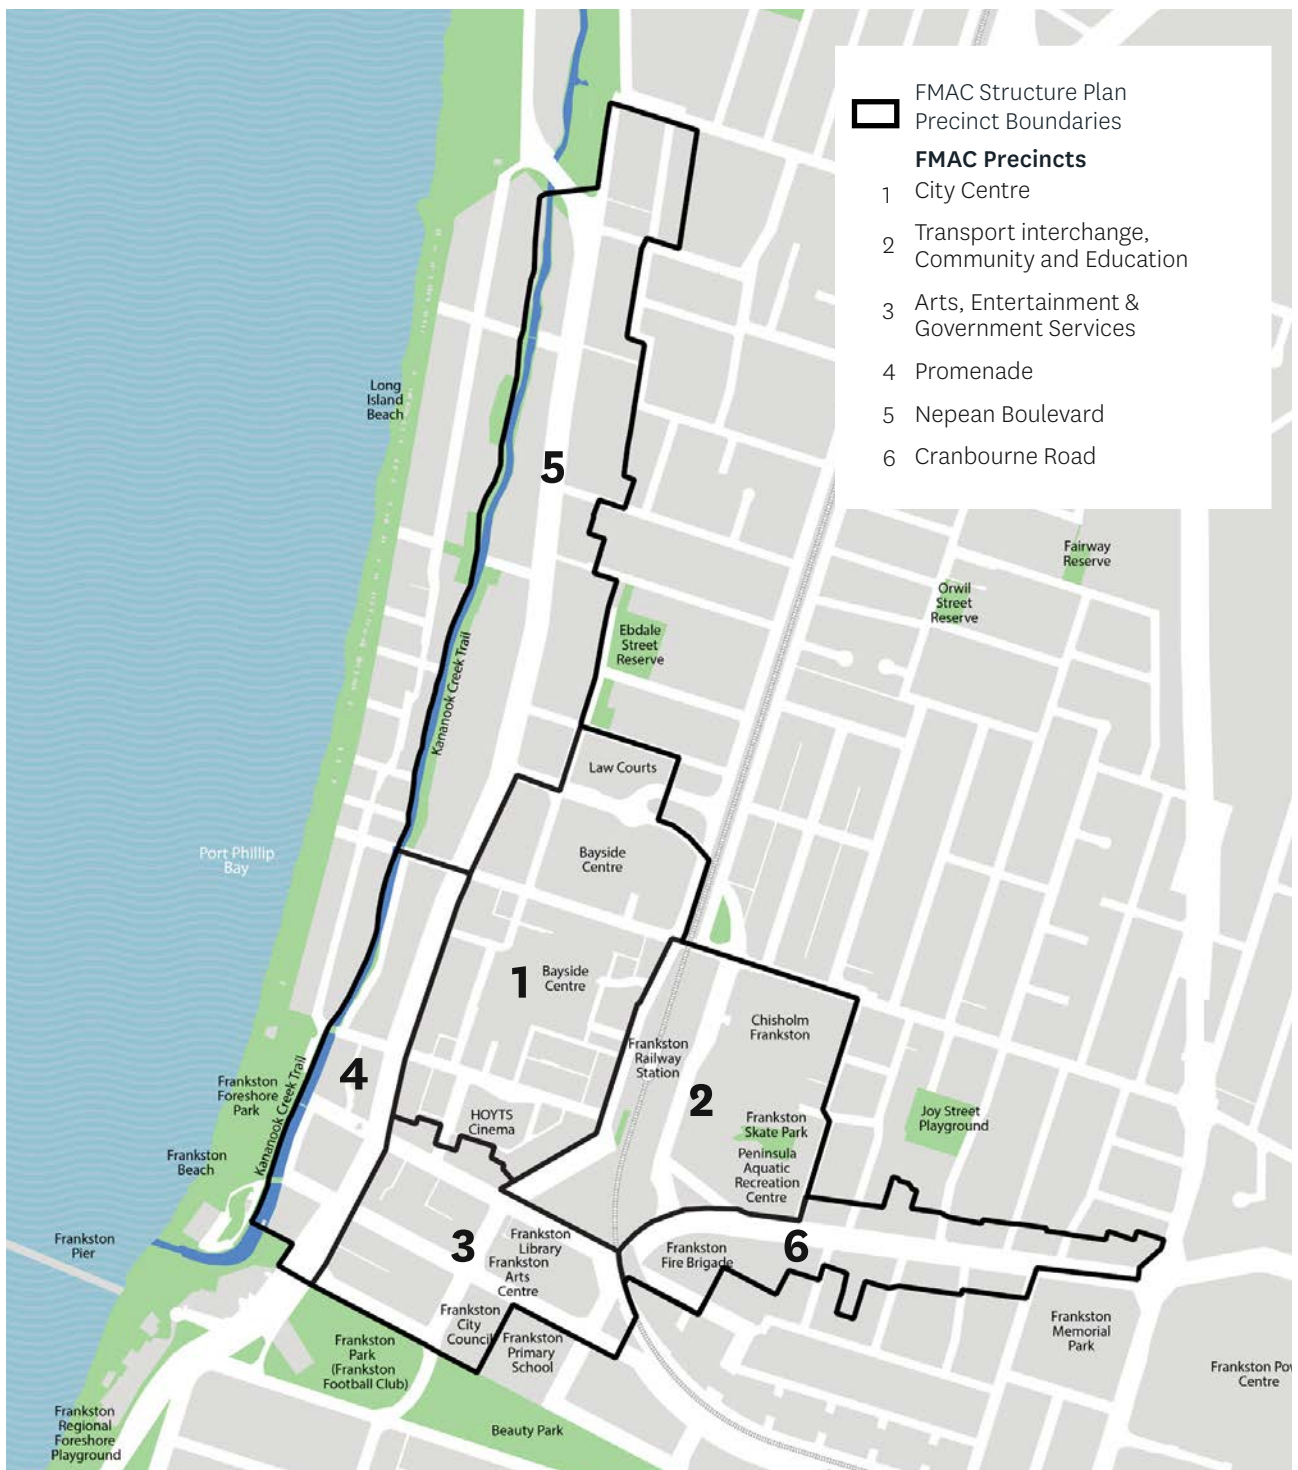 FMAC Structure Plan
Precinct Boundaries
FMAC Precincts
1 City Centre
2 Transport interchange,
Community and Education
3 Arts, Entertainment &
Government Services
4 Promenade
5 Nepean Boulevard
6 Cranbourne Road
Long
Island
Beach
5
Fairway
Reserve
Orwil
Street
Reserve
Ebdale
Street
Reserve
Kananook Creek Trail
Law Courts
Port Phillip
Bay
Bayside
Centre
1
Bayside
Centre
Chisholm
Frankston
Frankston
Railway
Station
4
2
Frankston
Foreshore
Park
Kananook Creek Trail
HOYTS
Cinema
Frankston
Skate Park
Joy Street
Playground
Frankston
Beach
Peninsula
Aquatic
Recreation
Centre
Frankston
Pier
3
Frankston
Library
Frankston
Arts
Centre
Frankston
Fire Brigade
6
Frankston
City
Council
Frankston
Primary
School
Frankston
Park
(Frankston
Football Club)
Frankston
Memorial
Park
Frankston Po
Centre
Frankston
Regional
Foreshore
Playground
Beauty Park